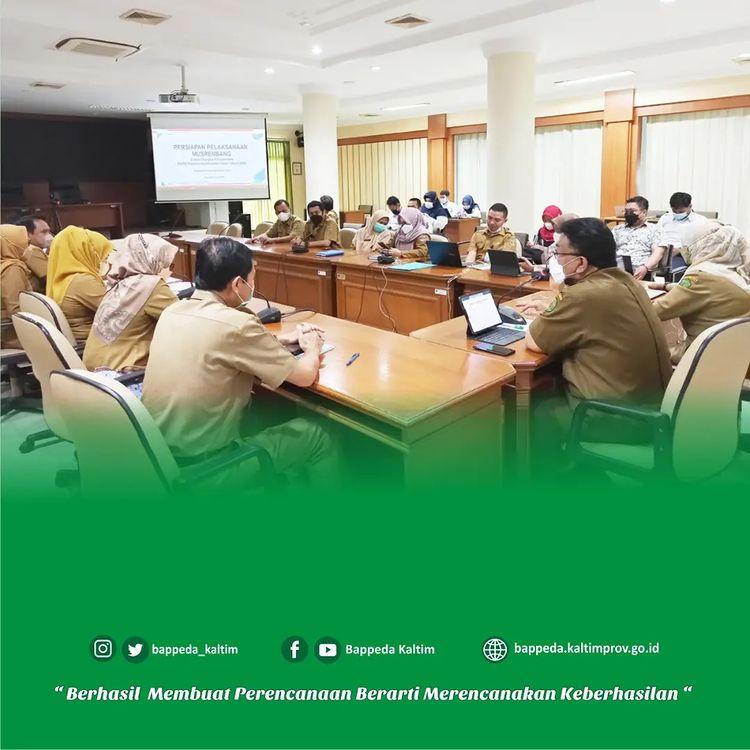 PERSIAPAN PELAKSANAAN
MUSRENBANG
bappeda_kaltim
Bappeda Kaltim
bappeda.kaltimprov.go.id
“ Berhasil Membuat Perencanaan Berarti Merencanakan Keberhasilan “